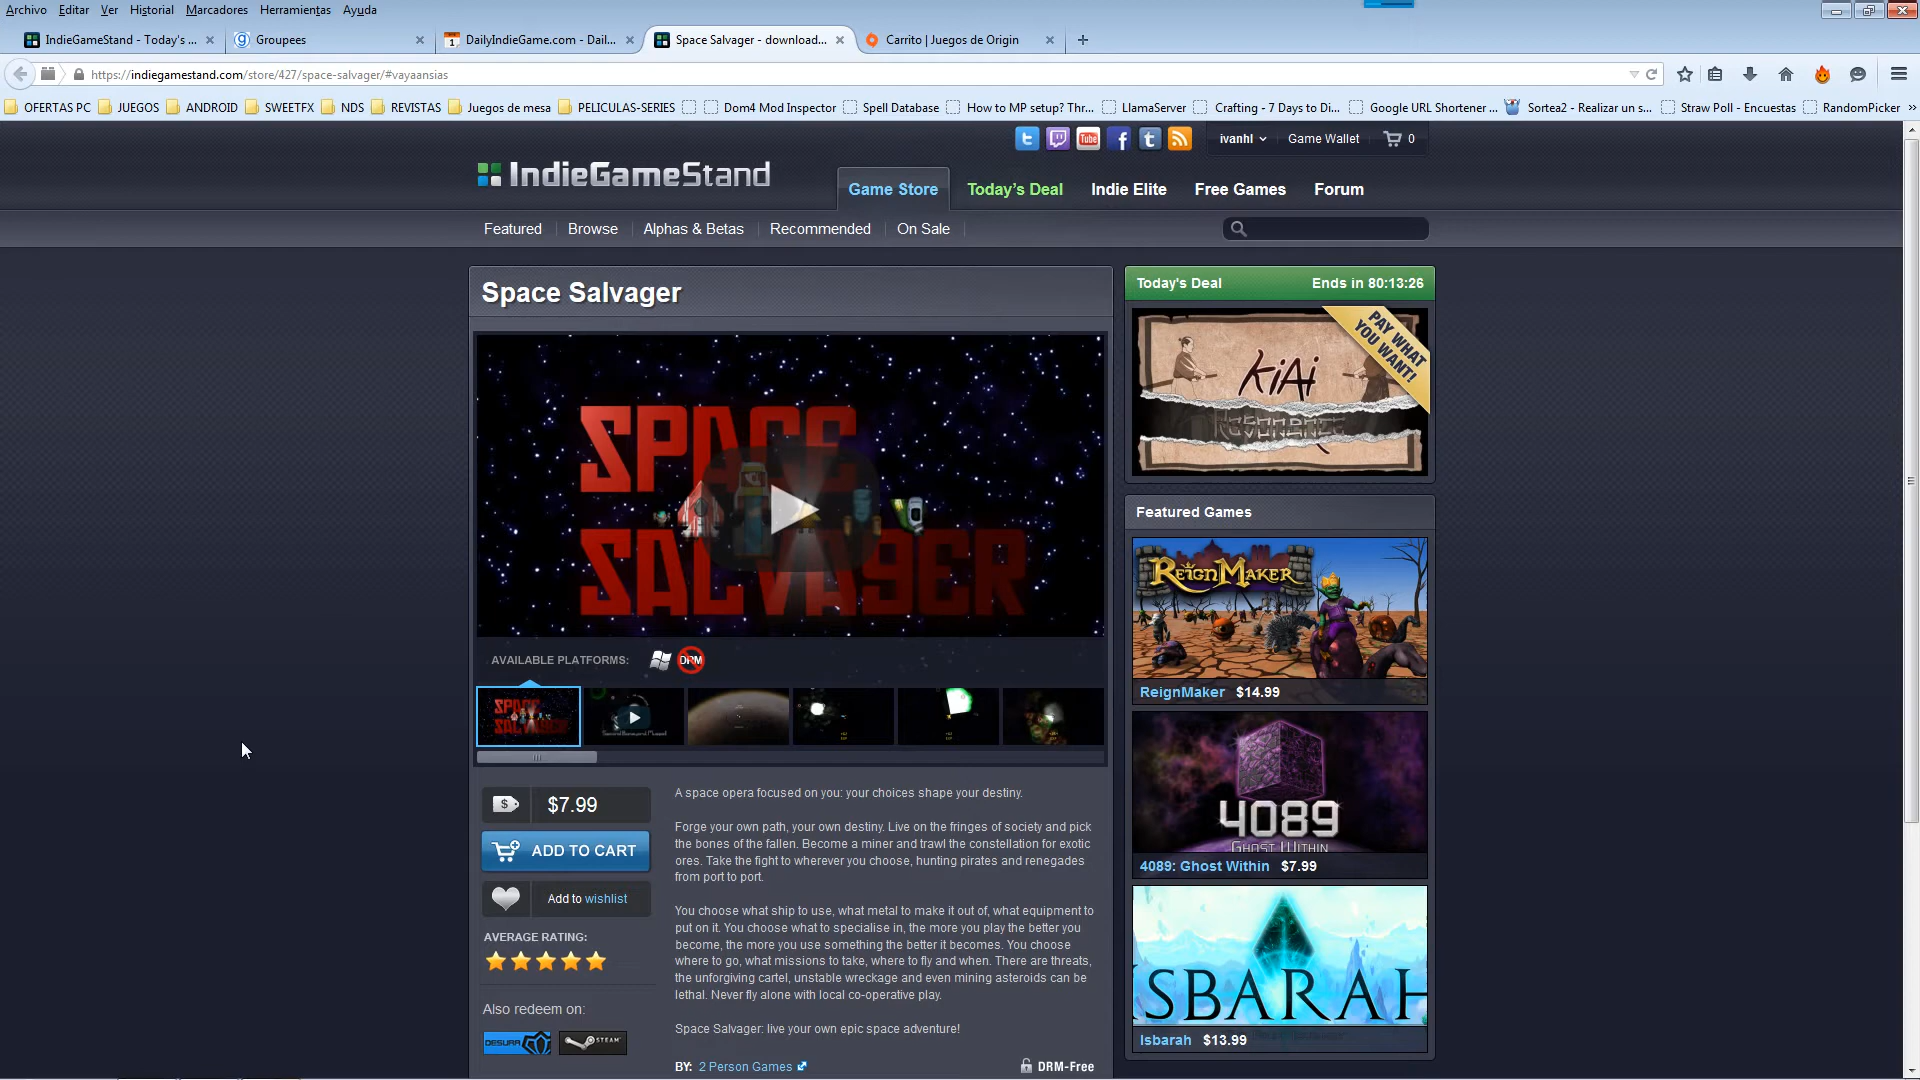 Archivo Editar Ver Historial Marcadores Herramientas Ayuda
IndieGameStand - Today's ... Groupees DailyIndieGame.com - Dail... Space Salvager - download... Carrito | Juegos de Origin
https://indiegamestand.com/store/427/space-salvager/#vayaansias
OFERTAS PC JUEGOS ANDROID SWEETFX NDS REVISTAS Juegos de mesa PELICULAS-SERIES Dom4 Mod Inspector Spell Database How to MP setup? Thr... LlamaServer Crafting - 7 Days to Di... Google URL Shortener ... Sortea2 - Realizar un s... Straw Poll - Encuestas RandomPicker »
You Tube ivanhl Game Wallet 0
IndieGameStand
Game Store Today's Deal Indie Elite Free Games Forum
Featured Browse Alphas & Betas Recommended On Sale
Space Salvager
SPACE
SALVAGER
AVAILABLE PLATFORMS: DRM
SPACE
SALVAGER
$ $7.99
ADD TO CART
Add to wishlist
AVERAGE RATING:
Also redeem on:
DESURA STEAM
A space opera focused on you: your choices shape your destiny.
Forge your own path, your own destiny. Live on the fringes of society and pick
the bones of the fallen. Become a miner and trawl the constellation for exotic
ores. Take the fight to wherever you choose, hunting pirates and renegades
from port to port.
You choose what ship to use, what metal to make it out of, what equipment to
put on it. You choose what to specialise in, the more you play the better you
become, the more you use something the better it becomes. You choose
where to go, what missions to take, where to fly and when. There are threats,
the unforgiving cartel, unstable wreckage and even mining asteroids can be
lethal. Never fly alone with local co-operative play.
Space Salvager: live your own epic space adventure!
BY: 2 Person Games DRM-Free
Today's Deal Ends in 80:13:26
PAY WHAT
YOU WANT!
KiAi
RESONANCE
Featured Games
REIGNMAKER
ReignMaker $14.99
4089
GHOST WITHIN
4089: Ghost Within $7.99
ISBARAH
Isbarah $13.99